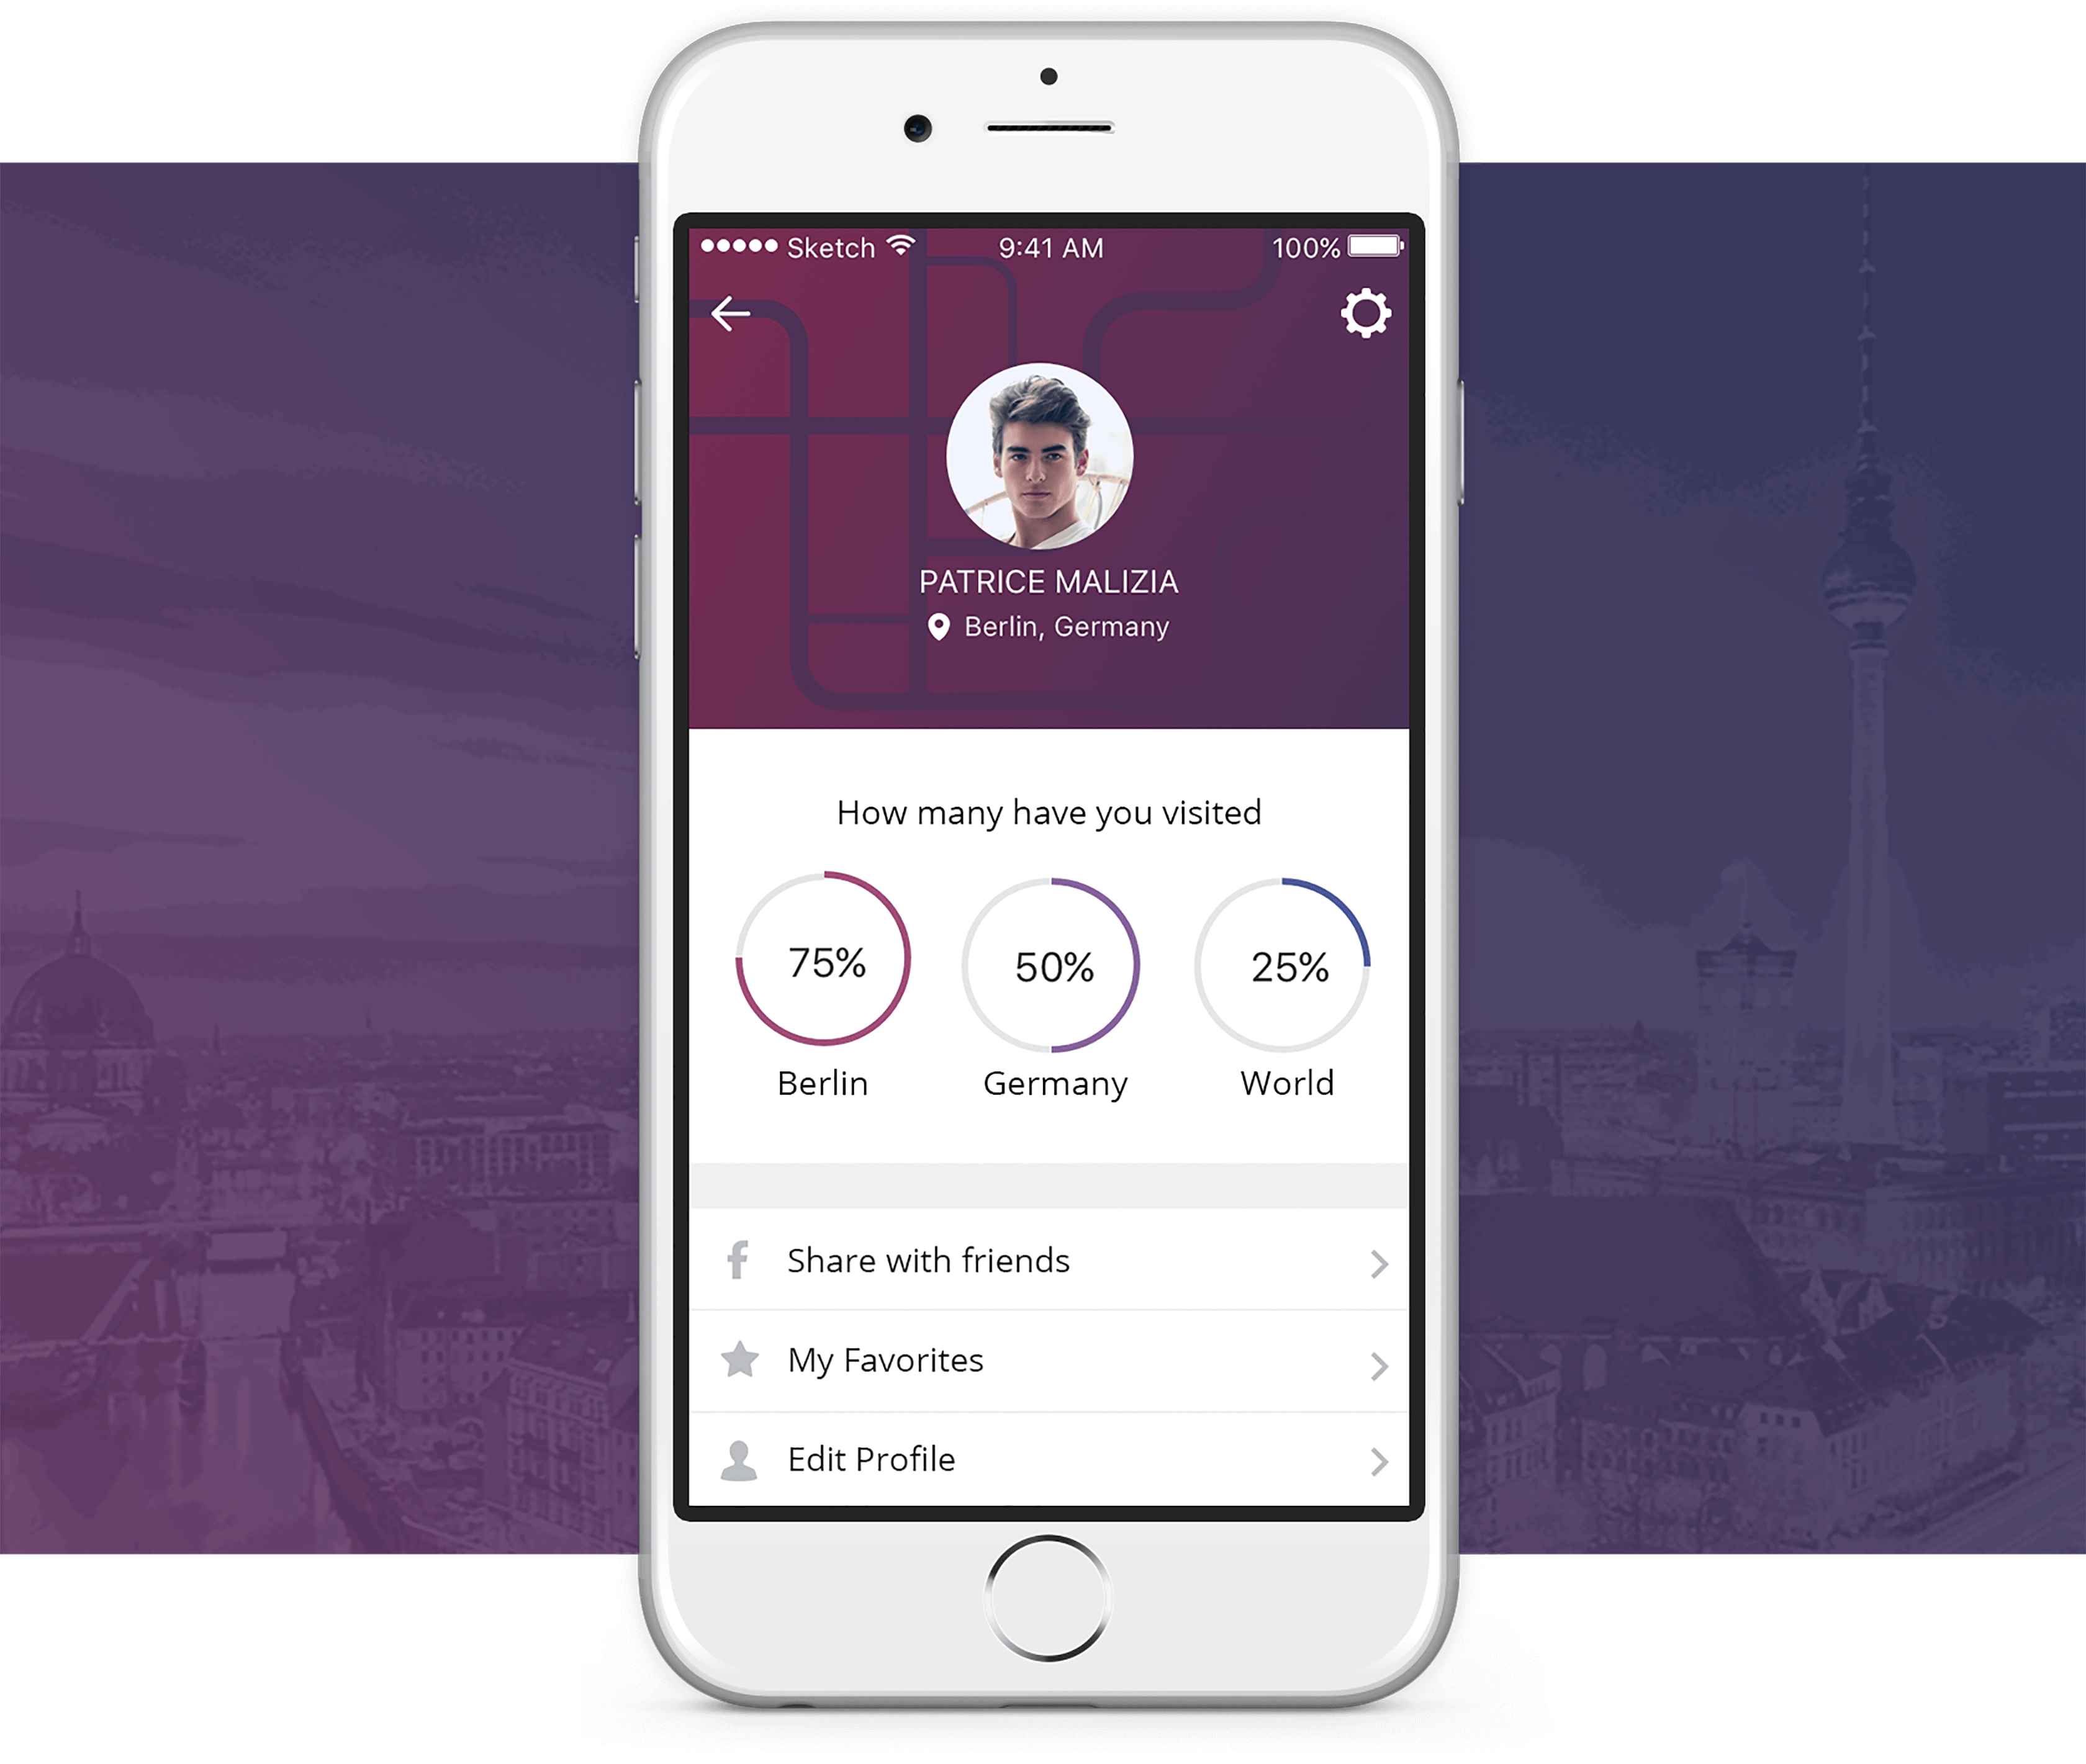 Sketch 9:41 AM 100%
PATRICE MALIZIA
Berlin, Germany
How many have you visited
75% 50% 25%
Berlin Germany World
Share with friends
My Favorites
Edit Profile